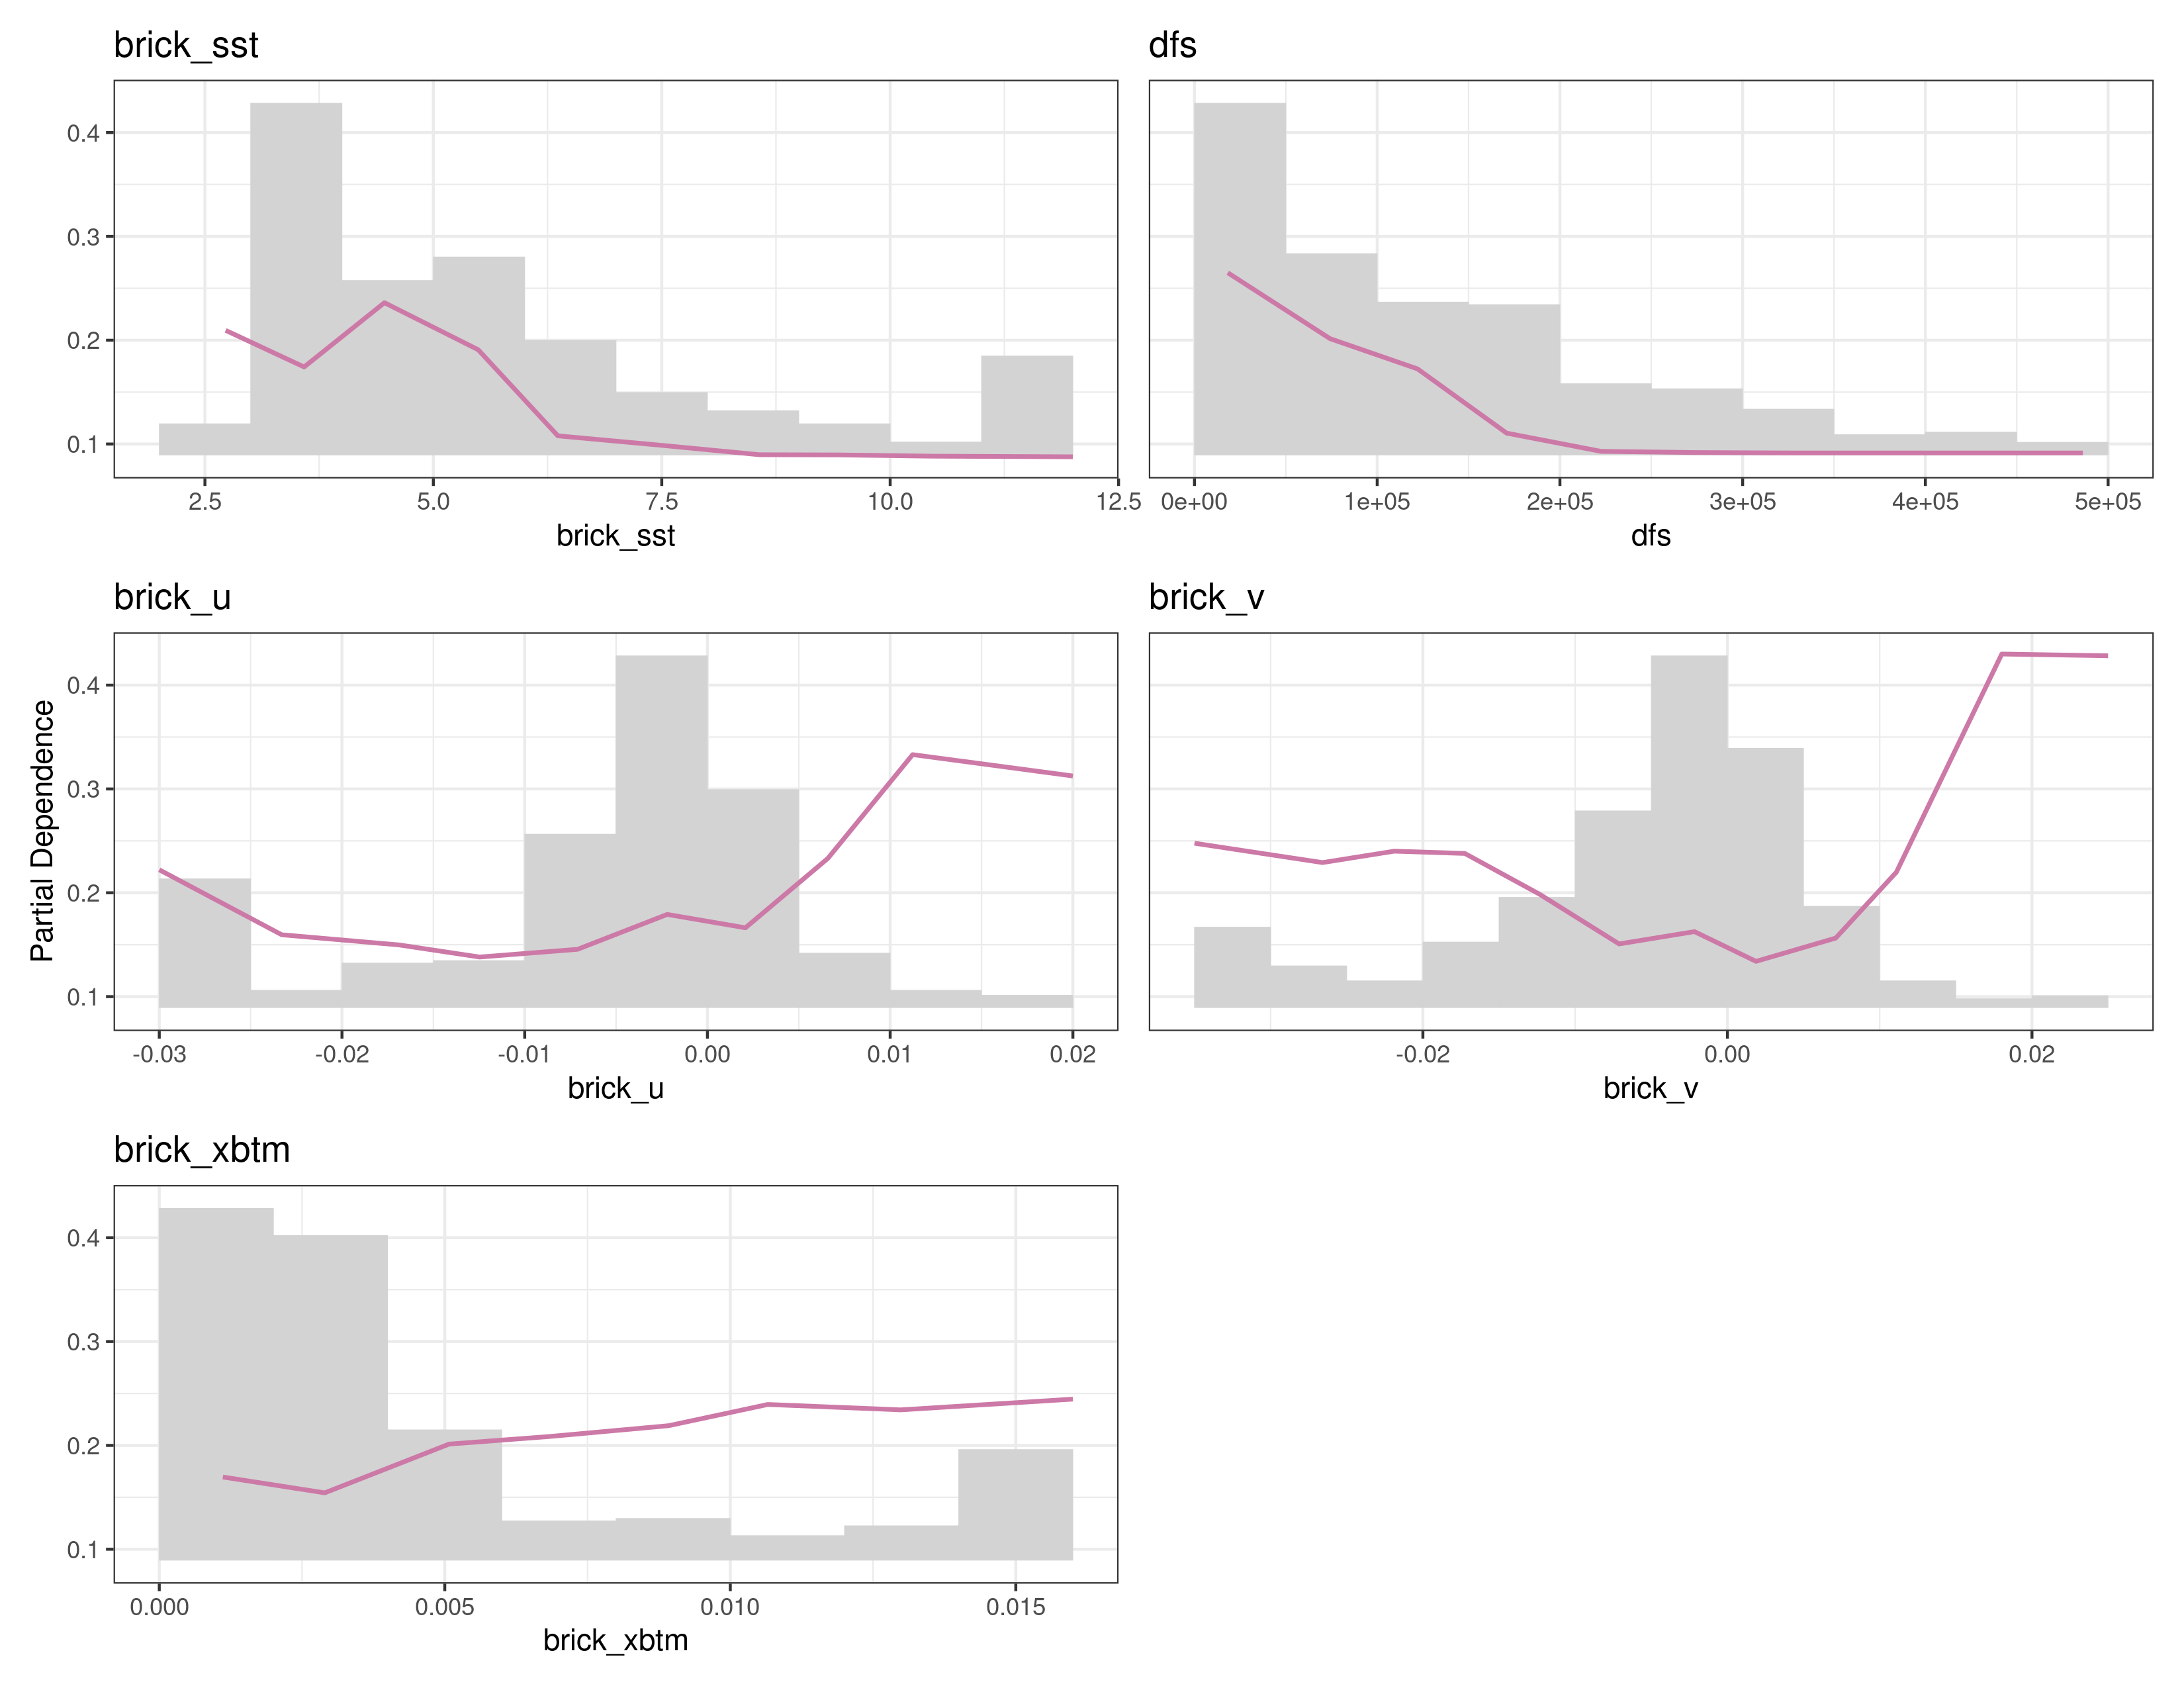 brick_sst
dfs
0.4
0.3
0.2
0.1
2.5 5.0 7.5 10.0 12.5
0e+00 1e+05 2e+05 3e+05 4e+05 5e+05
brick_sst
dfs
brick_u
brick_v
Partial Dependence
0.4
0.3
0.2
0.1
-0.03 -0.02 -0.01 0.00 0.01 0.02
-0.02 0.00 0.02
brick_u
brick_v
brick_xbtm
0.4
0.3
0.2
0.1
0.000 0.005 0.010 0.015
brick_xbtm